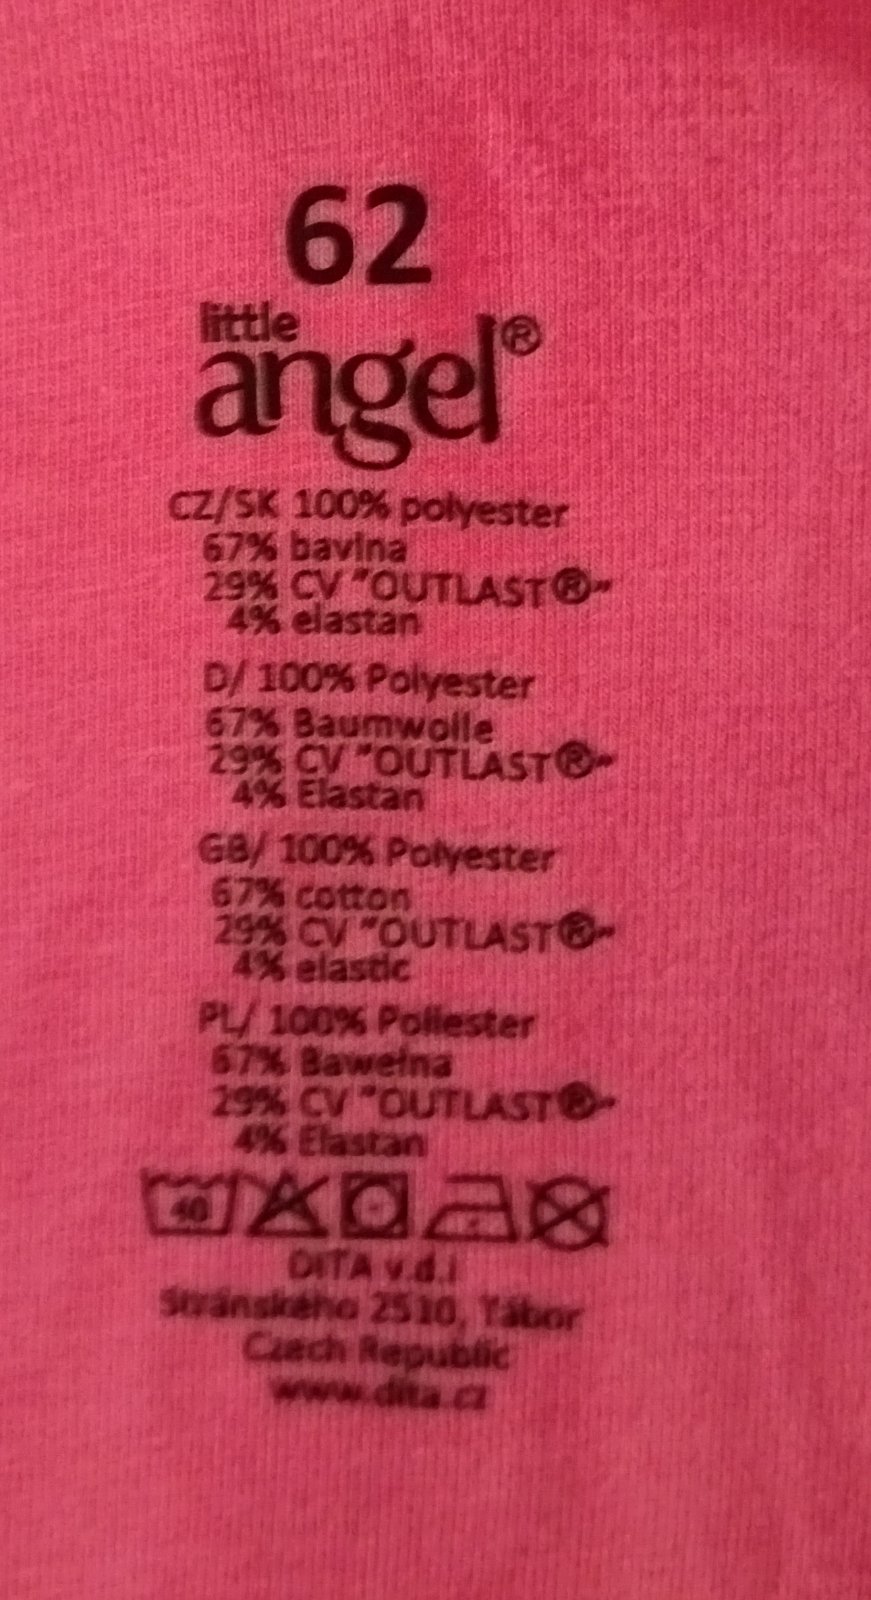 62
little
angel®
CZ/SK 100% polyester
67% bavlna
29% CV "OUTLAST®"
4% elastan
D/ 100% Polyester
67% Baumwolle
29% CV "OUTLAST®"
4% Elastan
GB/ 100% Polyester
67% cotton
29% CV "OUTLAST®"
4% elastic
PL/ 100% Poliester
67% Bawełna
29% CV "OUTLAST®"
4% Elastan
40
DITA v.d.i
Stránského 2510, Tábor
Czech Republic
www.dita.cz